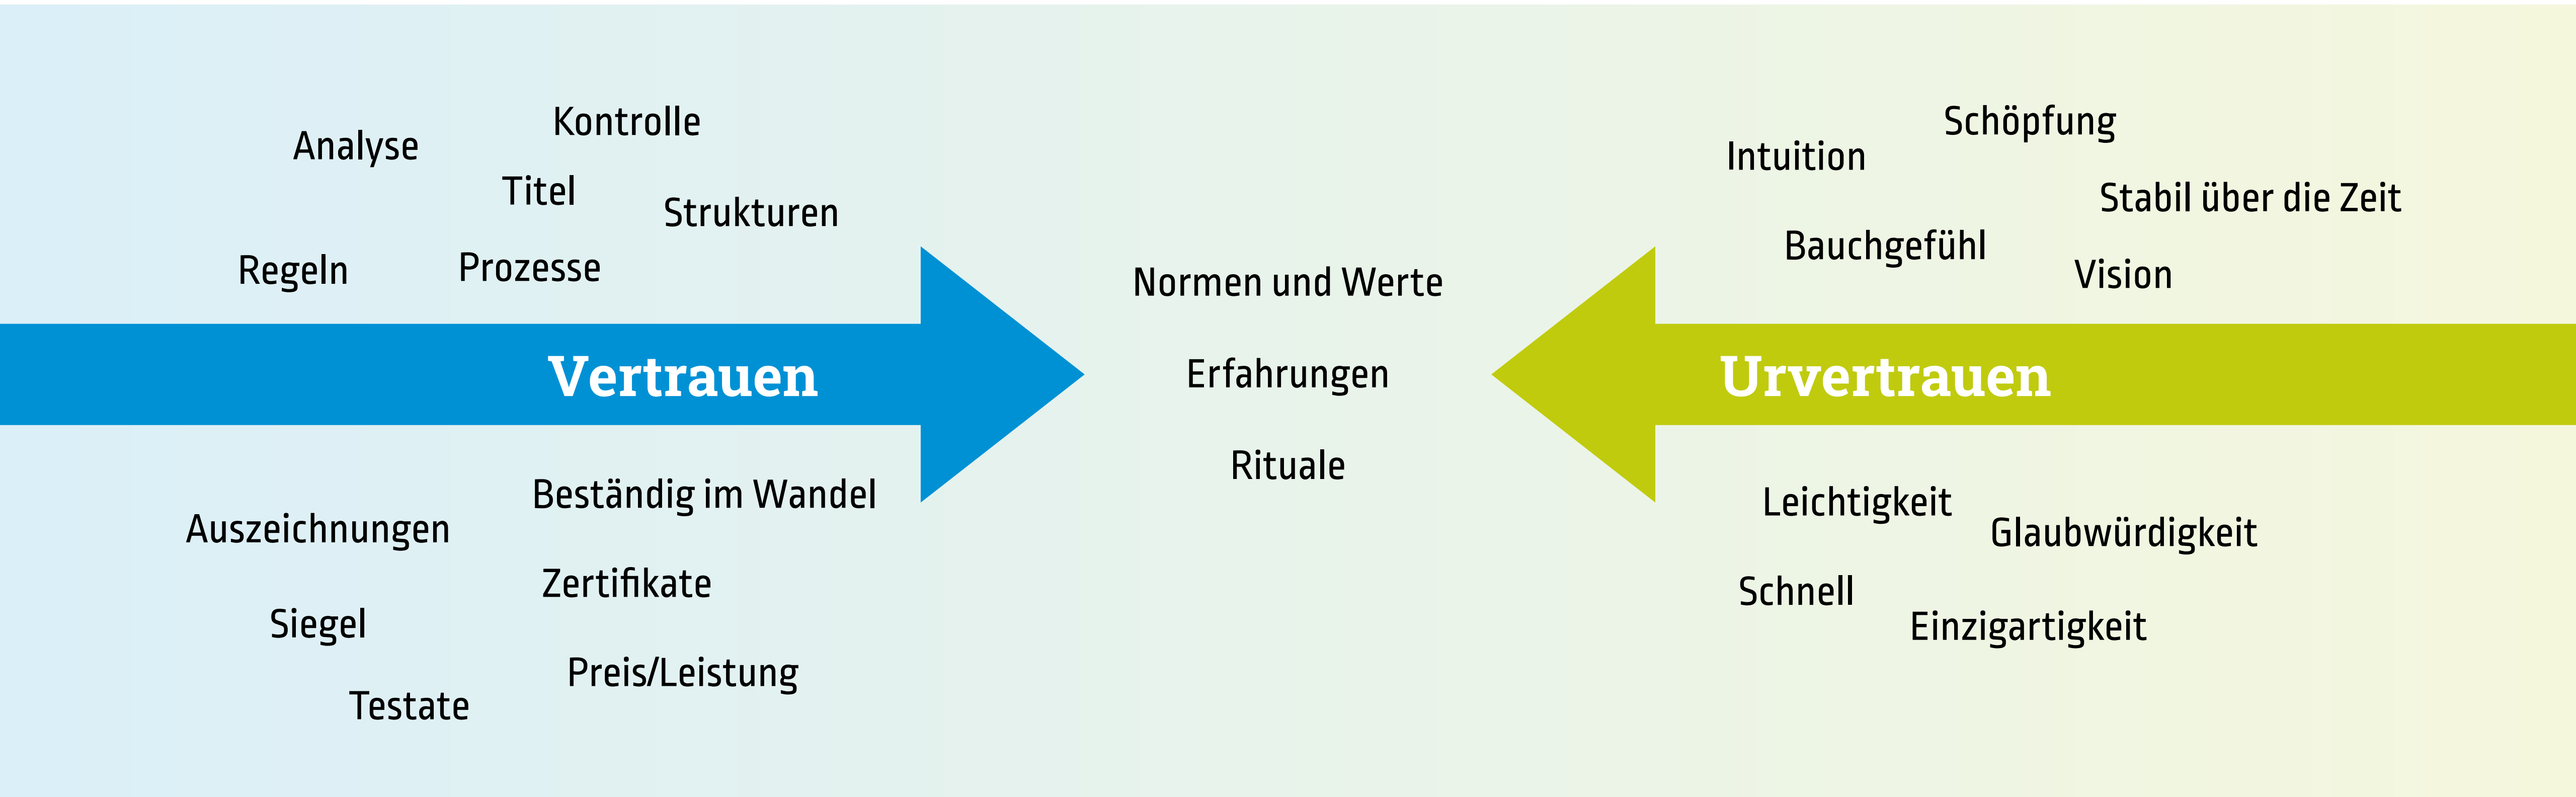 Kontrolle
Analyse
Titel
Strukturen
Regeln
Prozesse
Vertrauen
Beständig im Wandel
Auszeichnungen
Zertifikate
Siegel
Preis/Leistung
Testate
Normen und Werte
Erfahrungen
Rituale
Schöpfung
Intuition
Stabil über die Zeit
Bauchgefühl
Vision
Urvertrauen
Leichtigkeit
Glaubwürdigkeit
Schnell
Einzigartigkeit